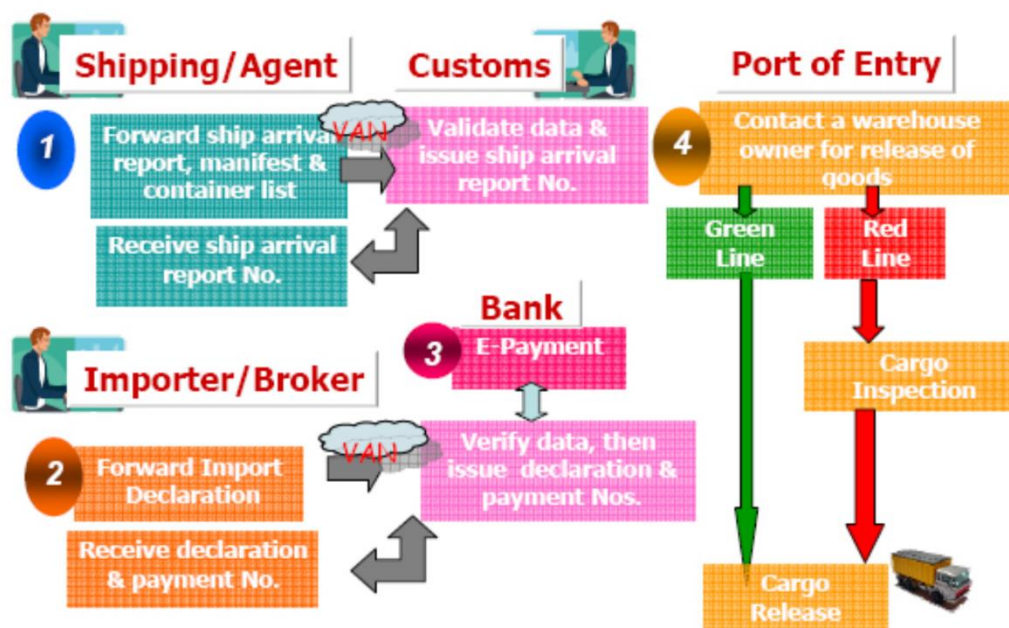 Shipping/Agent
Customs
Port of Entry
1
Forward ship arrival
report, manifest &
container list
VAN
Validate data &
issue ship arrival
report No.
4
Contact a warehouse
owner for release of
goods
Receive ship arrival
report No.
Green
Line
Red
Line
Bank
3
E-Payment
Importer/Broker
Cargo
Inspection
2
Forward Import
Declaration
VAN
Verify data, then
issue declaration &
payment Nos.
Receive declaration
& payment No.
Cargo
Release